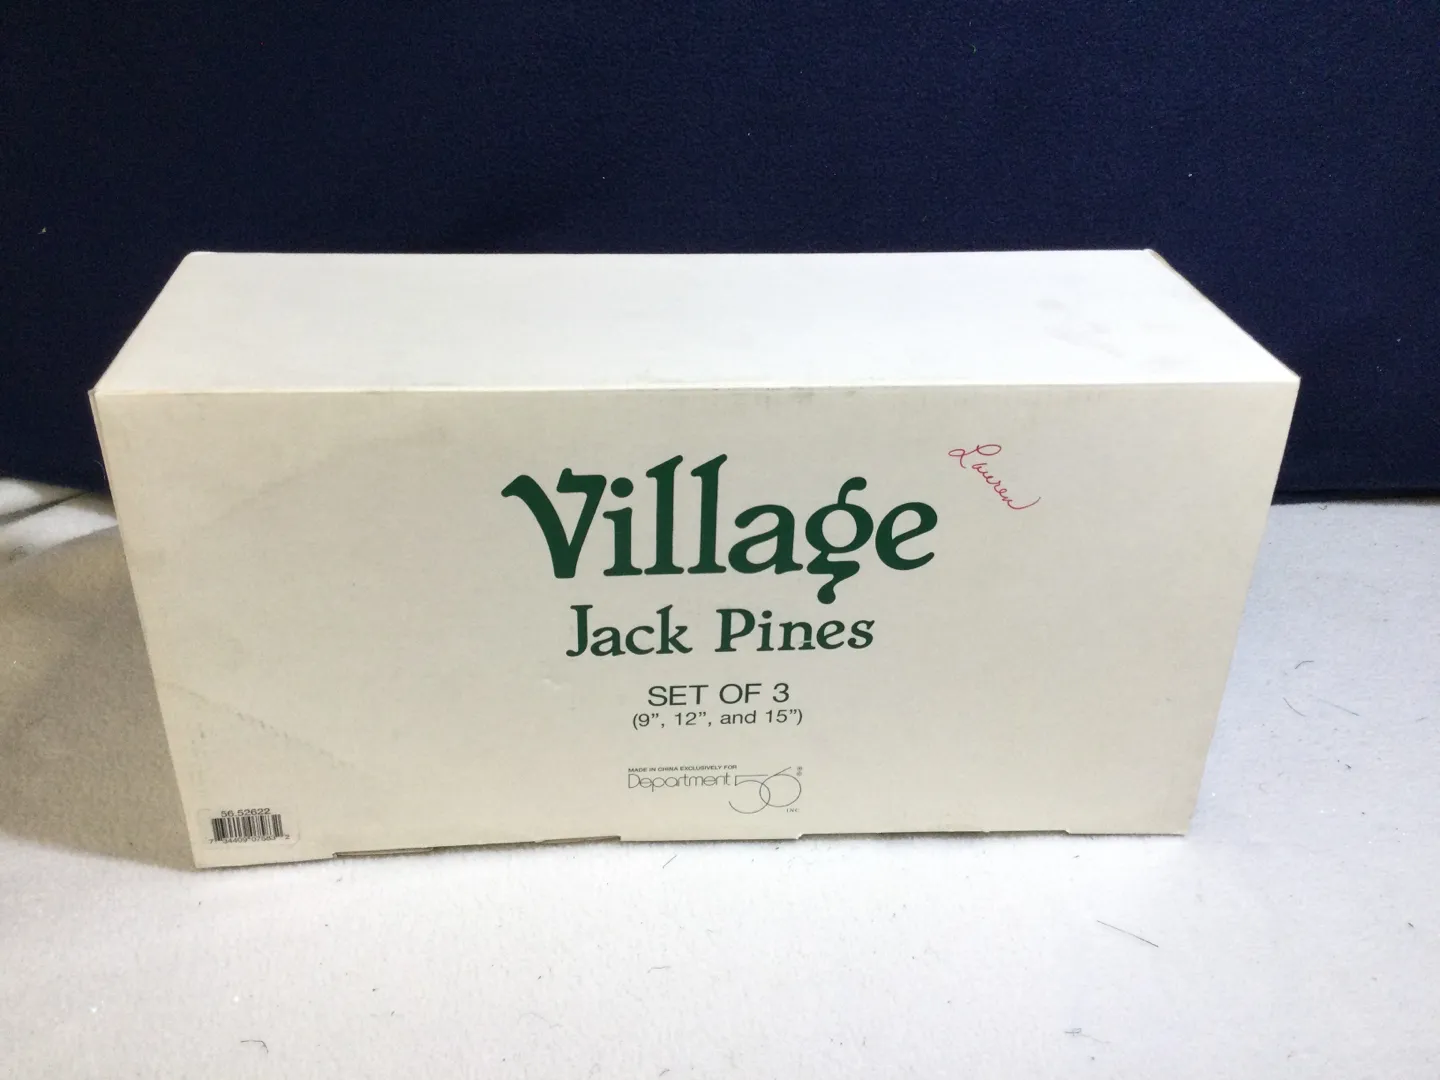 Village
Lauren
Jack Pines
SET OF 3
(9”, 12”, and 15”)
MADE IN CHINA EXCLUSIVELY FOR
Department 56®
INC
56.52622